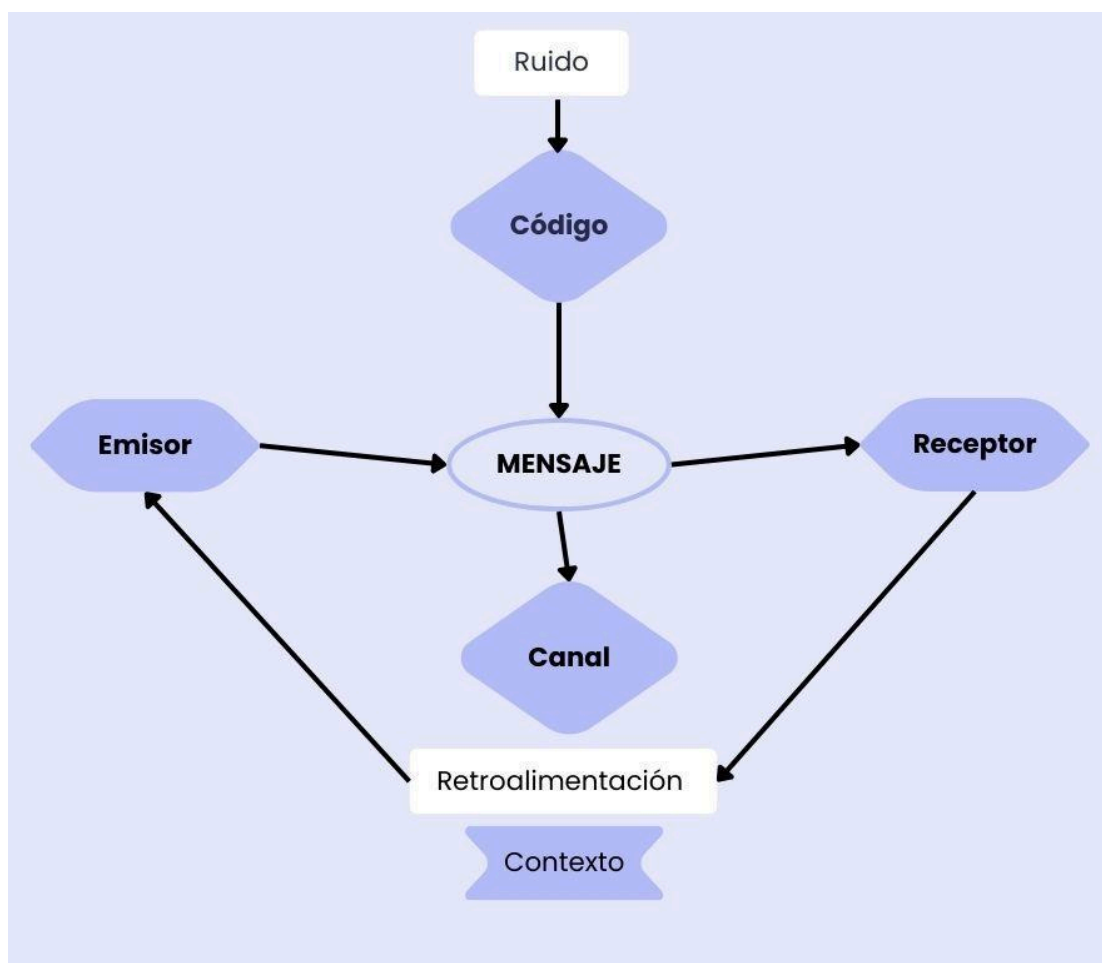 Ruido
Código
Emisor
MENSAJE
Receptor
Canal
Retroalimentación
Contexto